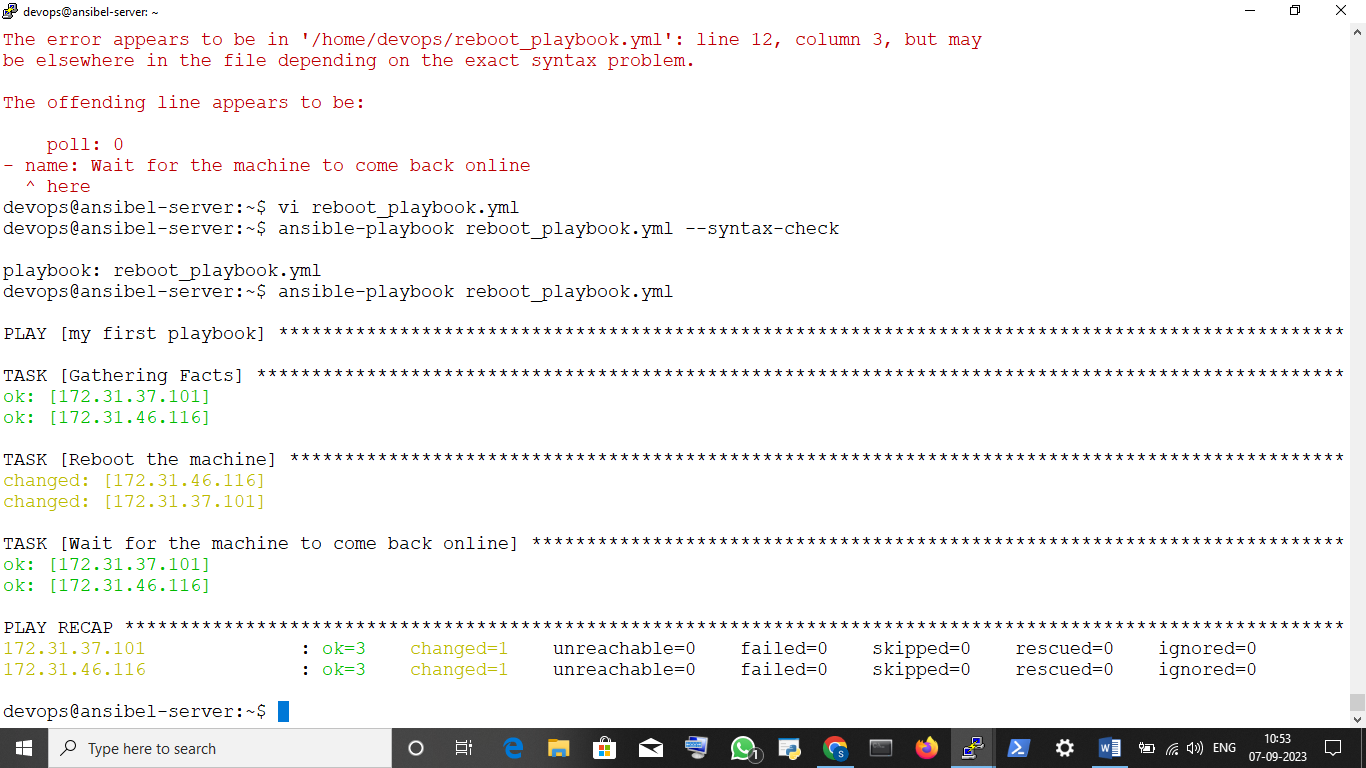 devops@ansibel-server: ~
The error appears to be in '/home/devops/reboot_playbook.yml': line 12, column 3, but may
be elsewhere in the file depending on the exact syntax problem.
The offending line appears to be:
    poll: 0
- name: Wait for the machine to come back online
  ^ here
devops@ansibel-server:~$ vi reboot_playbook.yml
devops@ansibel-server:~$ ansible-playbook reboot_playbook.yml --syntax-check
playbook: reboot_playbook.yml
devops@ansibel-server:~$ ansible-playbook reboot_playbook.yml
PLAY [my first playbook] *************************************************************************************************
TASK [Gathering Facts] ***************************************************************************************************
ok: [172.31.37.101]
ok: [172.31.46.116]
TASK [Reboot the machine] ************************************************************************************************
changed: [172.31.46.116]
changed: [172.31.37.101]
TASK [Wait for the machine to come back online] **************************************************************************
ok: [172.31.37.101]
ok: [172.31.46.116]
PLAY RECAP ***************************************************************************************************************
172.31.37.101              : ok=3    changed=1    unreachable=0    failed=0    skipped=0    rescued=0    ignored=0
172.31.46.116              : ok=3    changed=1    unreachable=0    failed=0    skipped=0    rescued=0    ignored=0
devops@ansibel-server:~$
Type here to search
1
S
ENG
10:53
07-09-2023